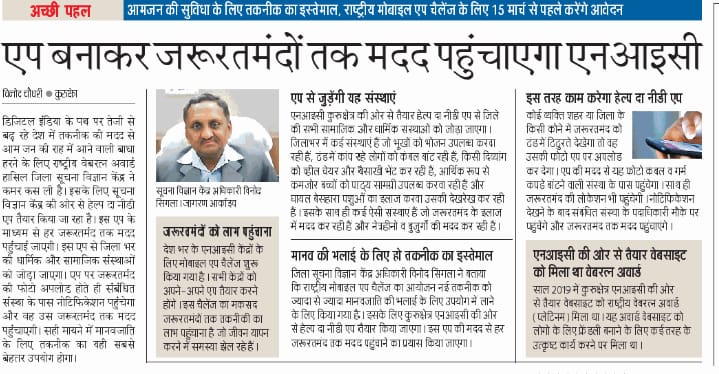 अच्छी पहल
आमजन की सुविधा के लिए तकनीक का इस्तेमाल, राष्ट्रीय मोबाइल एप चैलेंज के लिए 15 मार्च से पहले करेंगे आवेदन
एप बनाकर जरूरतमंदों तक मदद पहुंचाएगा एनआइसी
विनोद चौधरी ● कुरुक्षेत्र
डिजिटल इंडिया के पथ पर तेजी से
बढ़ रहे देश में तकनीक की मदद से
आम जन की राह में आने वाली बाधा
हरने के लिए राष्ट्रीय वेबरत्न अवार्ड
हासिल जिला सूचना विज्ञान केंद्र ने
कमर कस ली है। इसके लिए सूचना
विज्ञान केंद्र की ओर से हेल्प दा नीडी
एप तैयार किया जा रहा है। इस एप के
माध्यम से हर जरूरतमंद तक मदद
पहुंचाई जाएगी। इस एप से जिला भर
की धार्मिक और सामाजिक संस्थाओं
को जोड़ा जाएगा। एप पर जरूरतमंद
की फोटो अपलोड होते ही संबंधित
संस्था के पास नोटिफिकेशन पहुंचेगा
और वह उस जरूरतमंद तक मदद
पहुंचाएगी। सही मायने में मानवजाति
के लिए तकनीक का यही सबसे
बेहतर उपयोग होगा।
सूचना विज्ञान केंद्र अधिकारी विनोद
सिंगला। जागरण आर्काइव
जरूरतमंदों को लाभ पहुंचाना
देश भर के एनआइसी केंद्रों के
लिए मोबाइल एप चैलेंज शुरू
किया गया है। सभी केंद्रों को
अपने-अपने एप तैयार करने
होंगे। इस चैलेंज का मकसद
जरूरतमंदों तक तकनीकी का
लाभ पहुंचाना है जो जीवन यापन
करने में समस्या झेल रहे हैं।
एप से जुड़ेंगी यह संस्थाएं
एनआइसी कुरुक्षेत्र की ओर से तैयार हेल्प दा नीडी एप से जिले
की सभी सामाजिक और धार्मिक संस्थाओं को जोड़ा जाएगा।
जिलाभर में कई संस्थाएं हैं जो भूखों को भोजन उपलब्ध करवा
रही हैं, ठंड में कांप रहे लोगों को कंबल बांट रही हैं, किसी दिव्यांग
को व्हील चेयर और बैसाखी भेंट कर रही है, आर्थिक रूप से
कमजोर बच्चों को पाठ्य सामग्री उपलब्ध करवा रही हैं और
घायल बेसहारा पशुओं का इलाज करवा उसकी देखरेख कर रही
हैं। इसके साथ ही कई ऐसी संस्थाएं हैं जो जरूरतमंद के इलाज
में मदद कर रही हैं और नेत्रहीनों व बुजुर्गों की मदद कर रही हैं।
मानव की भलाई के लिए हो तकनीक का इस्तेमाल
जिला सूचना विज्ञान केंद्र अधिकारी विनोद सिंगला ने बताया
कि राष्ट्रीय मोबाइल एप चैलेंज का आयोजन नई तकनीक को
ज्यादा से ज्यादा मानवजाति की भलाई के लिए उपयोग में लाने
के लिए किया गया है। इसके लिए कुरुक्षेत्र एनआइसी की ओर
से हेल्प दा नीडी एप तैयार किया जाएगा। इस एप की मदद से हर
जरूरतमंद तक मदद पहुंचाने का प्रयास किया जाएगा।
इस तरह काम करेगा हेल्प दा नीडी एप
कोई व्यक्ति शहर या जिला के
किसी कोने में जरूरतमंद को
ठंड में ठिठुरते देखेगा तो वह
उसकी फोटो एप पर अपलोड
कर देगा। एप की मदद से यह फोटो कंबल व गर्म
कपड़े बांटने वाली संस्था के पास पहुंचेगा। साथ ही
जरूरतमंद की लोकेशन भी पहुंचेगी। नोटिफिकेशन
देखने के बाद संबंधित संस्था के पदाधिकारी मौके पर
पहुंचेंगे और जरूरतमंद तक मदद पहुंचाएंगे।
एनआइसी की ओर से तैयार वेबसाइट
को मिला था वेबरत्न अवार्ड
साल 2019 में कुरुक्षेत्र एनआइसी की ओर
से तैयार वेबसाइट को राष्ट्रीय वेबरत्न अवार्ड
( प्लेटिनम ) मिला था। यह अवार्ड वेबसाइट को
लोगों के लिए फ्रेंडली बनाने के लिए कई तरह के
उत्कृष्ट कार्य करने पर मिला था।